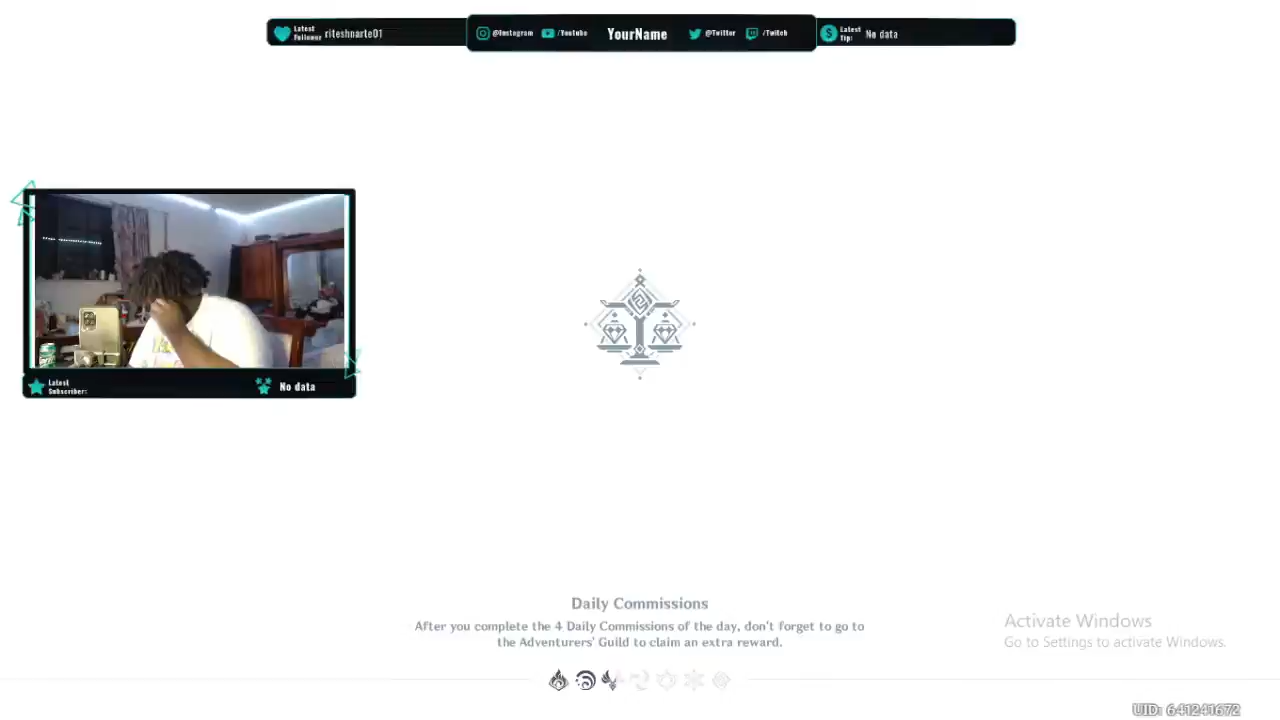 Latest
Follower
riteshnarte01
@Instagram
/Youtube
YourName
@Twitter
/Twitch
Latest
Tip:
No data
Latest
Subscriber:
No data
Daily Commissions
After you complete the 4 Daily Commissions of the day, don't forget to go to
the Adventurers' Guild to claim an extra reward.
Activate Windows
Go to Settings to activate Windows.
UID: 641241672